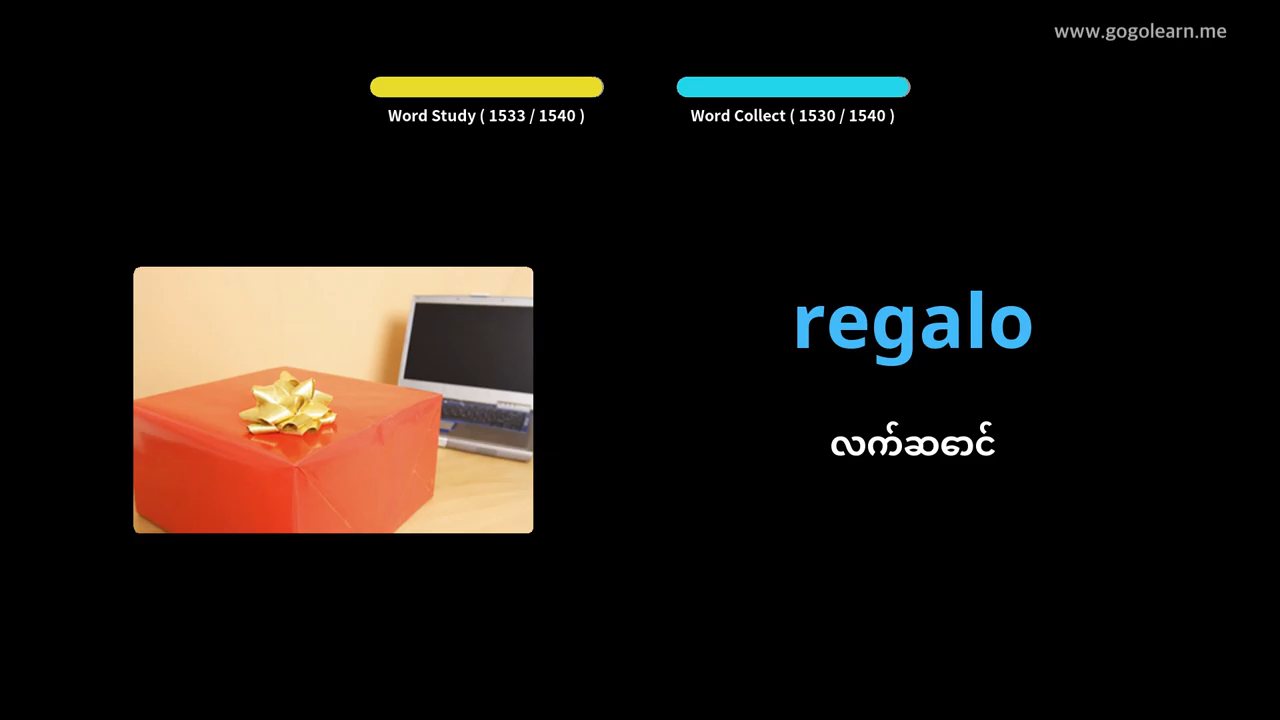 www.gogolearn.me
Word Study ( 1533 / 1540 )
Word Collect ( 1530 / 1540 )
regalo
လက်ဆောင်